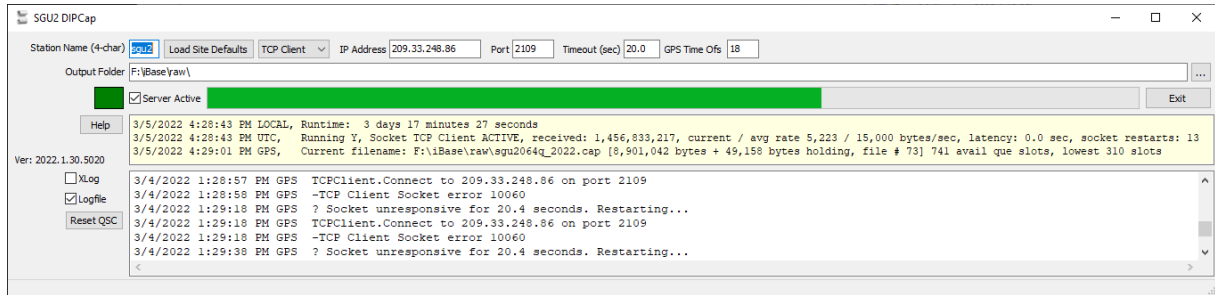 SGU2 DIPCap
Station Name (4-char) sgu2 Load Site Defaults TCP Client IP Address 209.33.248.86 Port 2109 Timeout (sec) 20.0 GPS Time Ofs 18
Output Folder F:\iBase\raw\ ...
Server Active Exit
Help
3/5/2022 4:28:43 PM LOCAL, Runtime: 3 days 17 minutes 27 seconds
3/5/2022 4:28:43 PM UTC, Running Y, Socket TCP Client ACTIVE, received: 1,456,833,217, current / avg rate 5,223 / 15,000 bytes/sec, latency: 0.0 sec, socket restarts: 13
3/5/2022 4:29:01 PM GPS, Current filename: F:\iBase\raw\sgu2064q_2022.cap [8,901,042 bytes + 49,158 bytes holding, file # 73] 741 avail que slots, lowest 310 slots
Ver: 2022.1.30.5020
XLog
Logfile
Reset QSC
3/4/2022 1:28:57 PM GPS TCPClient.Connect to 209.33.248.86 on port 2109
3/4/2022 1:28:58 PM GPS -TCP Client Socket error 10060
3/4/2022 1:29:18 PM GPS ? Socket unresponsive for 20.4 seconds. Restarting...
3/4/2022 1:29:18 PM GPS TCPClient.Connect to 209.33.248.86 on port 2109
3/4/2022 1:29:18 PM GPS -TCP Client Socket error 10060
3/4/2022 1:29:38 PM GPS ? Socket unresponsive for 20.4 seconds. Restarting...